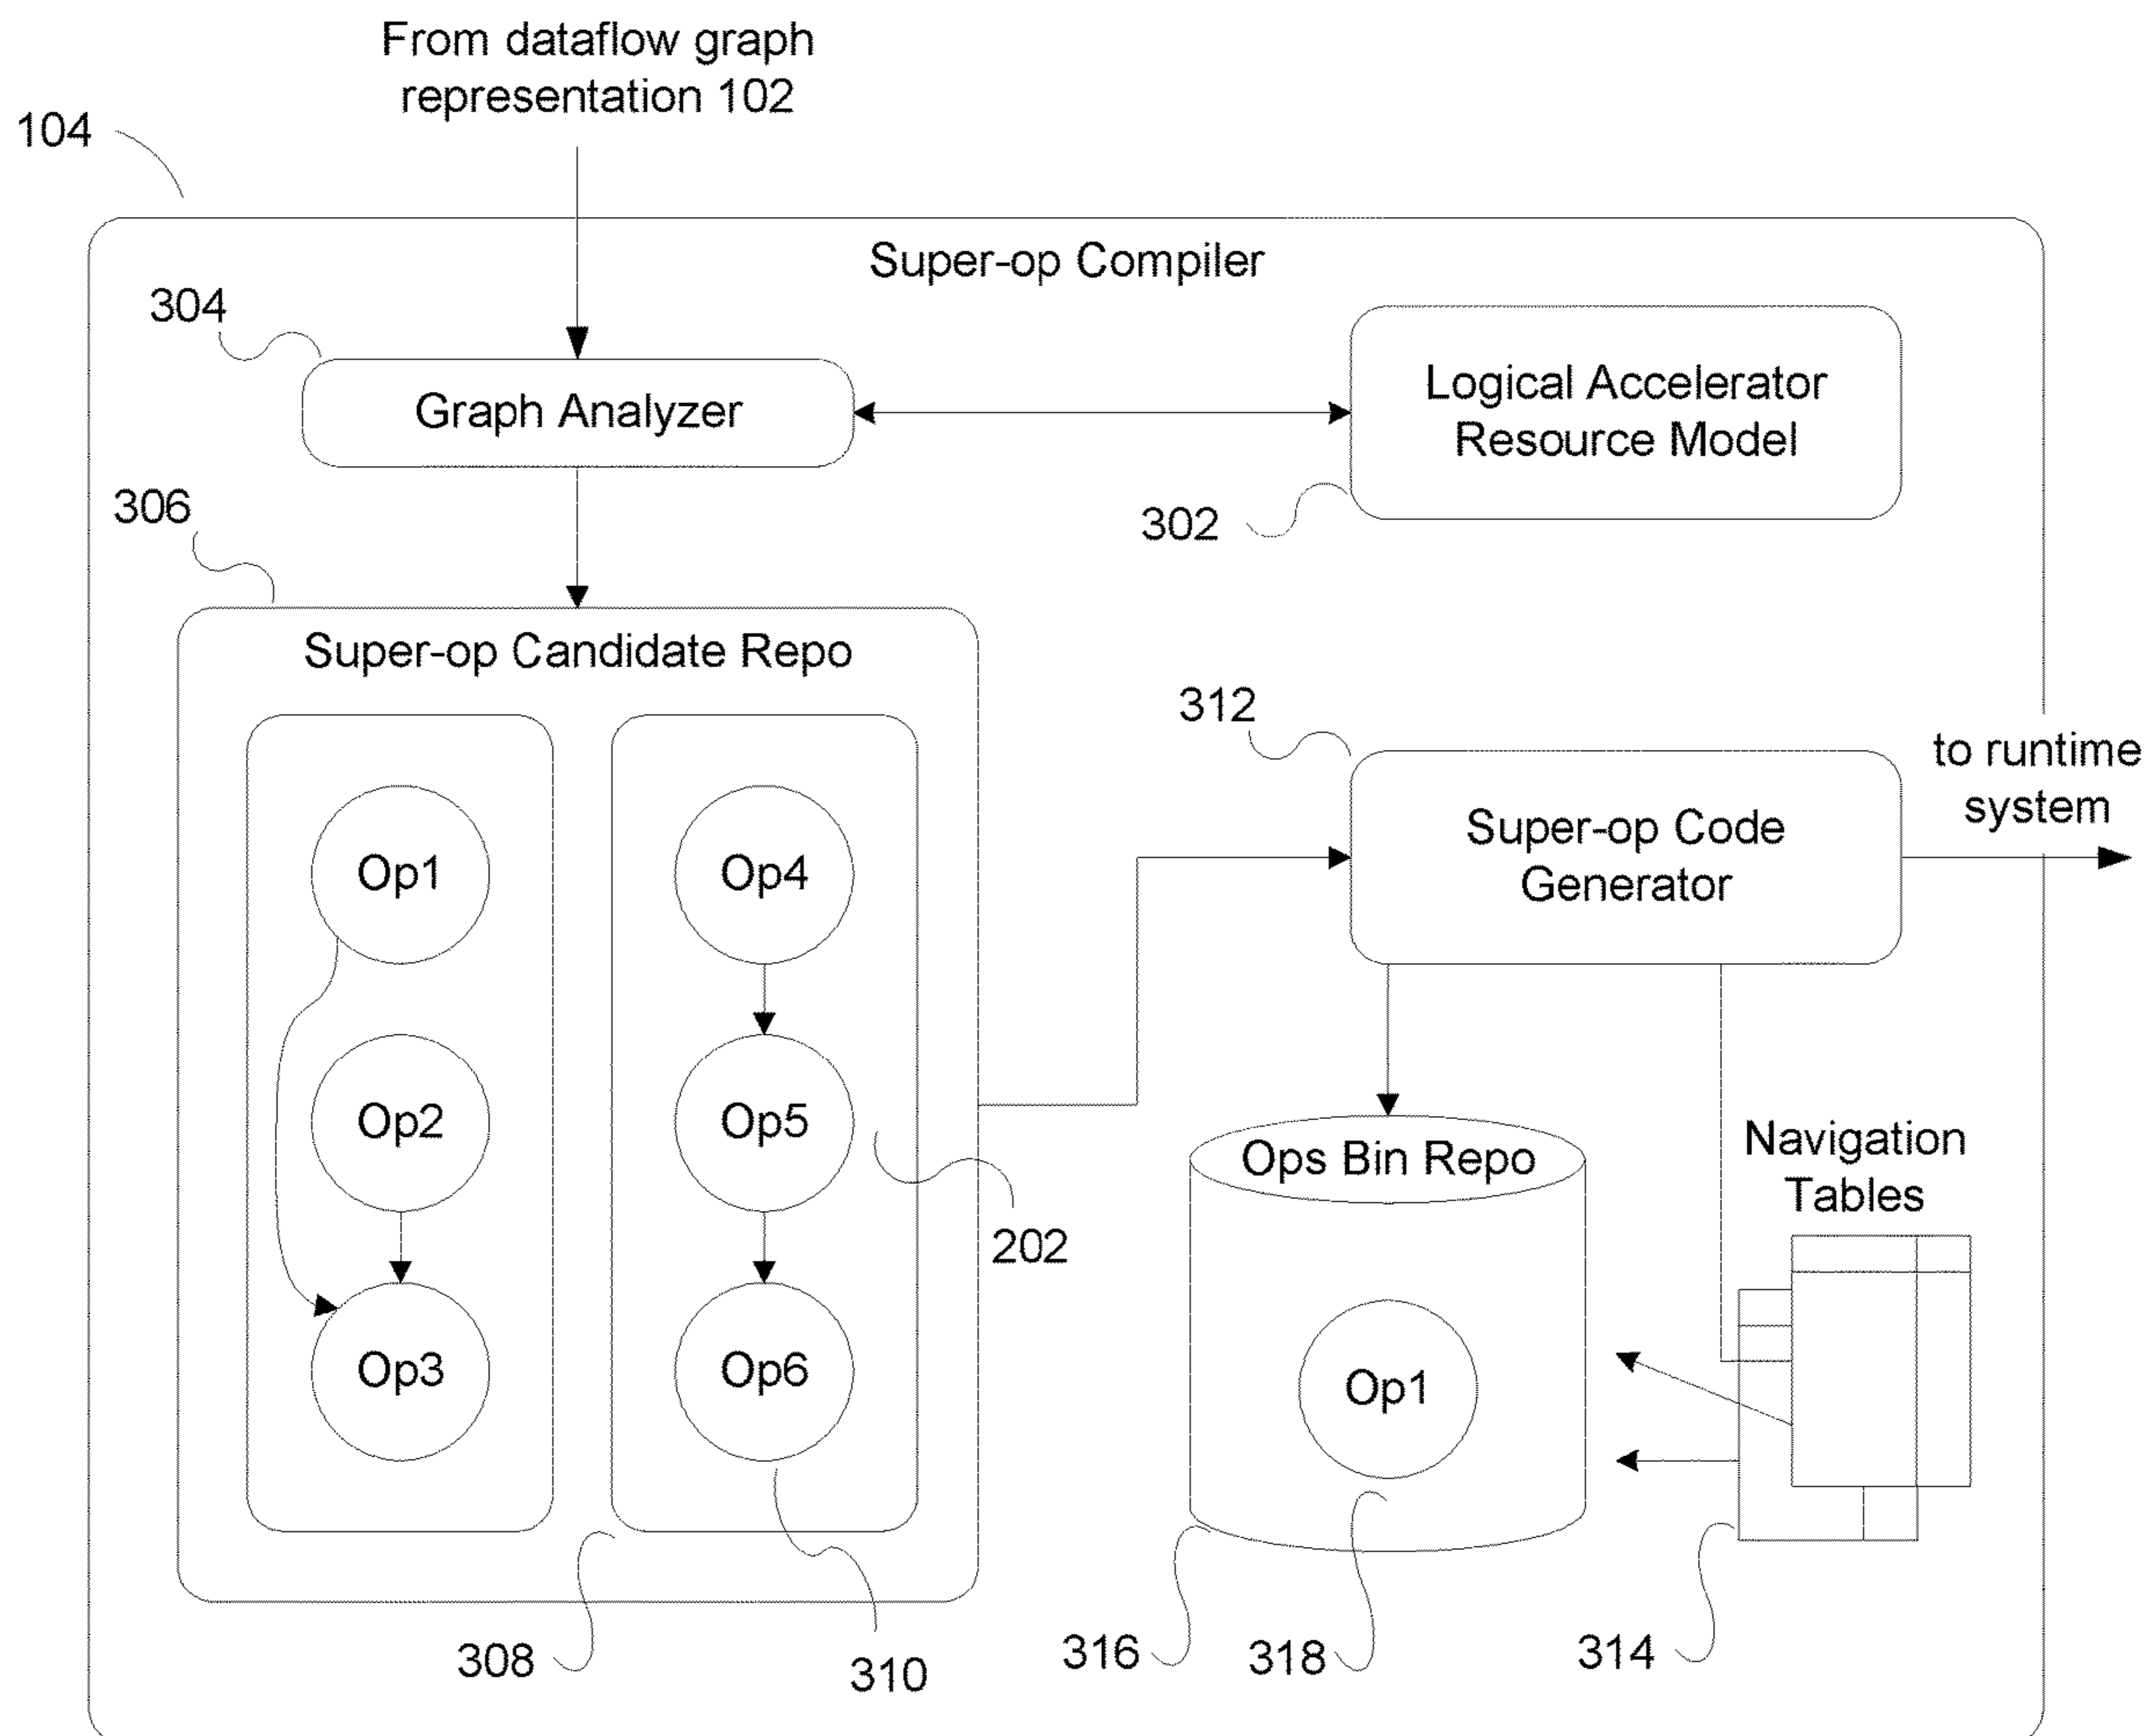 From dataflow graph
representation 102
104
Super-op Compiler
304
Graph Analyzer
Logical Accelerator
Resource Model
302
306
Super-op Candidate Repo
Op1
Op2
Op3
Op4
Op5
Op6
202
308
310
312
Super-op Code
Generator
to runtime
system
Ops Bin Repo
Op1
Navigation
Tables
316
318
314